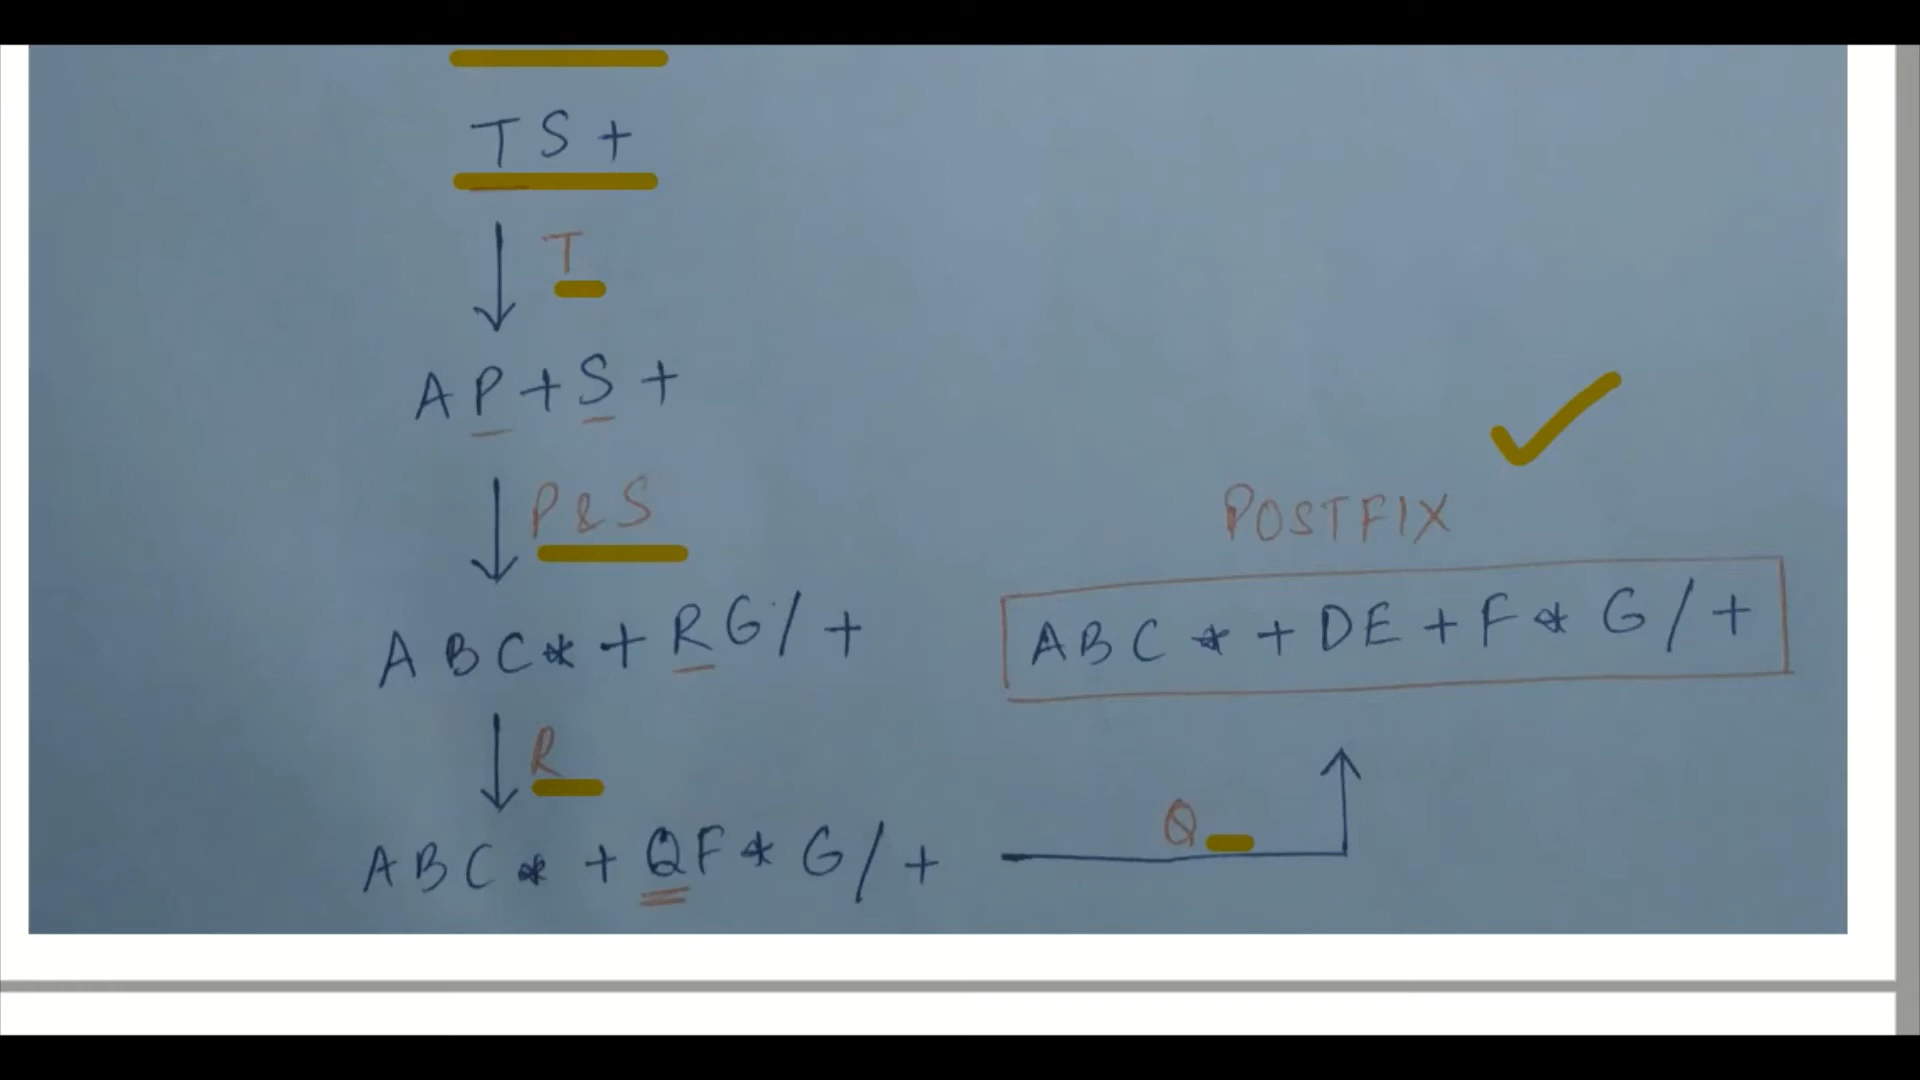 TS+
T
AP+S+
P&S
ABC*+RG/+
R
ABC*+QF*G/+
Q
POSTFIX
ABC*+DE+F*G/+